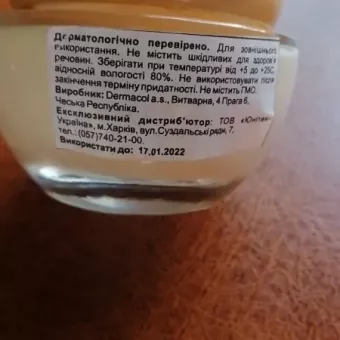 Дерматологічно перевірено. Для зовнішнього
використання. Не містить шкідливих для здоров'я
речовин. Зберігати при температурі від +5 до +25С,
відносній вологості 80%. Не використовувати після
закінчення терміну придатності. Не містить ГМО.
Виробник: Dermacol a.s., Витварна, 4 Прага 6,
Чеська Республіка.
Ексклюзивний дистриб'ютор: ТОВ
Україна», м.Харків, вул.Суздальські ряди, 7,
тел.: (057)740-21-00.
Використати до: 17.01.2022